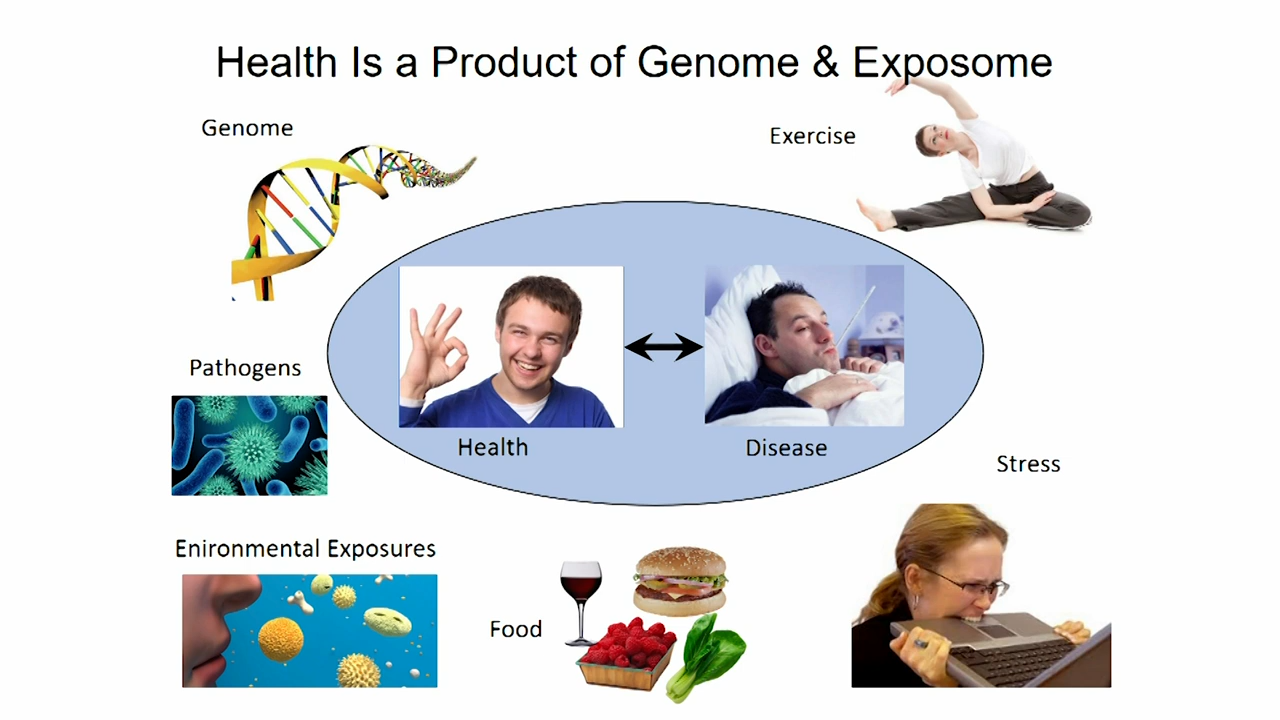 Health Is a Product of Genome & Exposome
Genome
Exercise
Pathogens
Health
Disease
Stress
Enironmental Exposures
Food